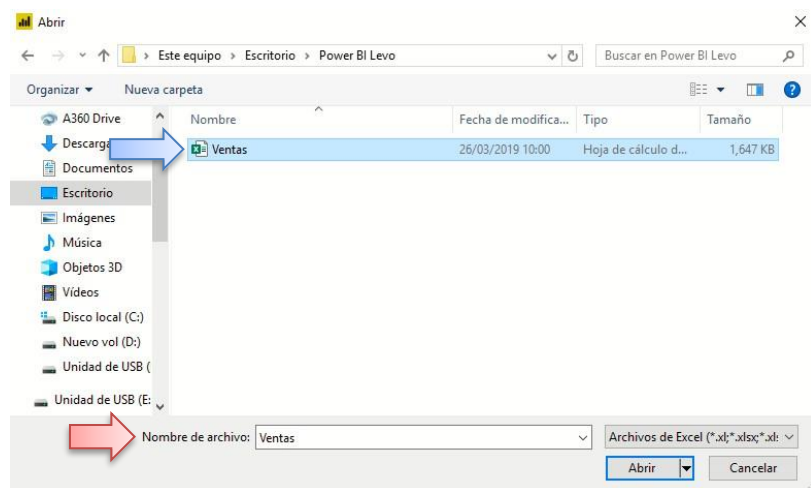 Abrir
Este equipo > Escritorio > Power BI Levo
Buscar en Power BI Levo
Organizar
Nueva carpeta
Nombre
Fecha de modifica...
Tipo
Tamaño
Ventas
26/03/2019 10:00
Hoja de cálculo d...
1,647 KB
A360 Drive
Descarga
Documentos
Escritorio
Imágenes
Música
Objetos 3D
Vídeos
Disco local (C:)
Nuevo vol (D:)
Unidad de USB (
Unidad de USB (E:
Nombre de archivo:
Ventas
Archivos de Excel (*.xl;*.xlsx;*.xl
Abrir
Cancelar